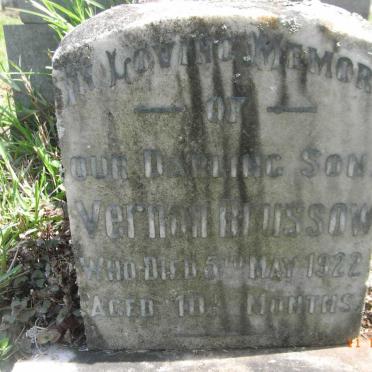 IN LOVING MEMORY
OF
OUR DARLING SON
VERNON
WHO DIED 5TH MAY 1922
AGED 10 MONTHS